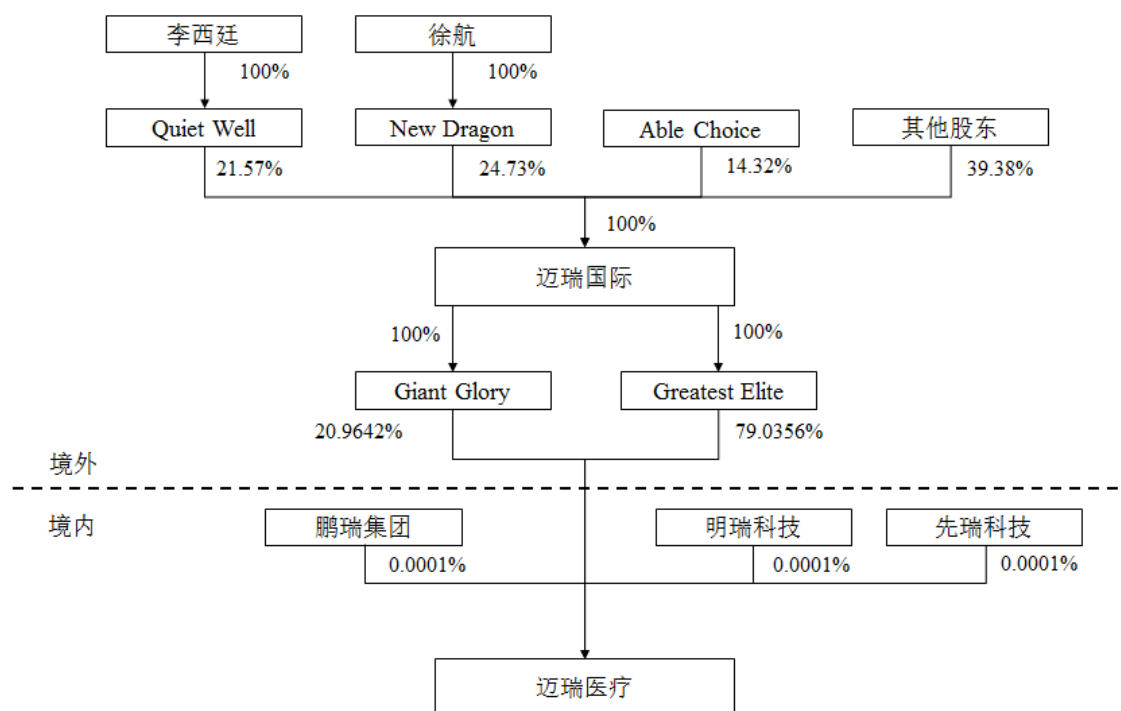 李西廷
徐航
100%
100%
Quiet Well
New Dragon
Able Choice
其他股东
21.57%
24.73%
14.32%
39.38%
100%
迈瑞国际
100%
100%
Giant Glory
Greatest Elite
20.9642%
79.0356%
境外
境内
鹏瑞集团
明瑞科技
先瑞科技
0.0001%
0.0001%
0.0001%
迈瑞医疗